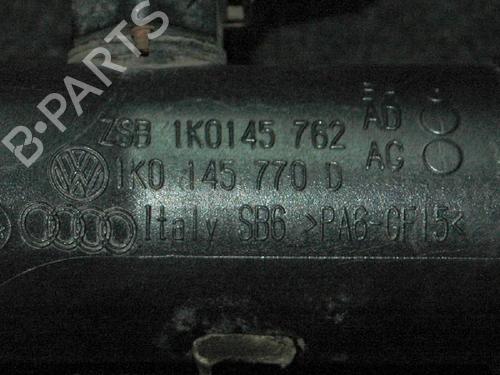 B·PARTS
ZSB 1K0145 762
AD
AC
1K0 145 770 D
Italy SB6 >PA6-GF15<